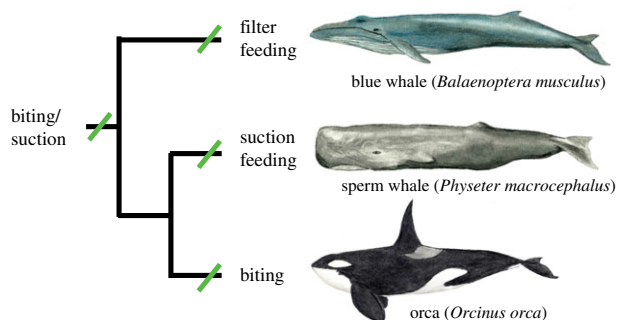 filter
feeding
blue whale (Balaenoptera musculus)
biting/
suction
suction
feeding
sperm whale (Physeter macrocephalus)
biting
orca (Orcinus orca)